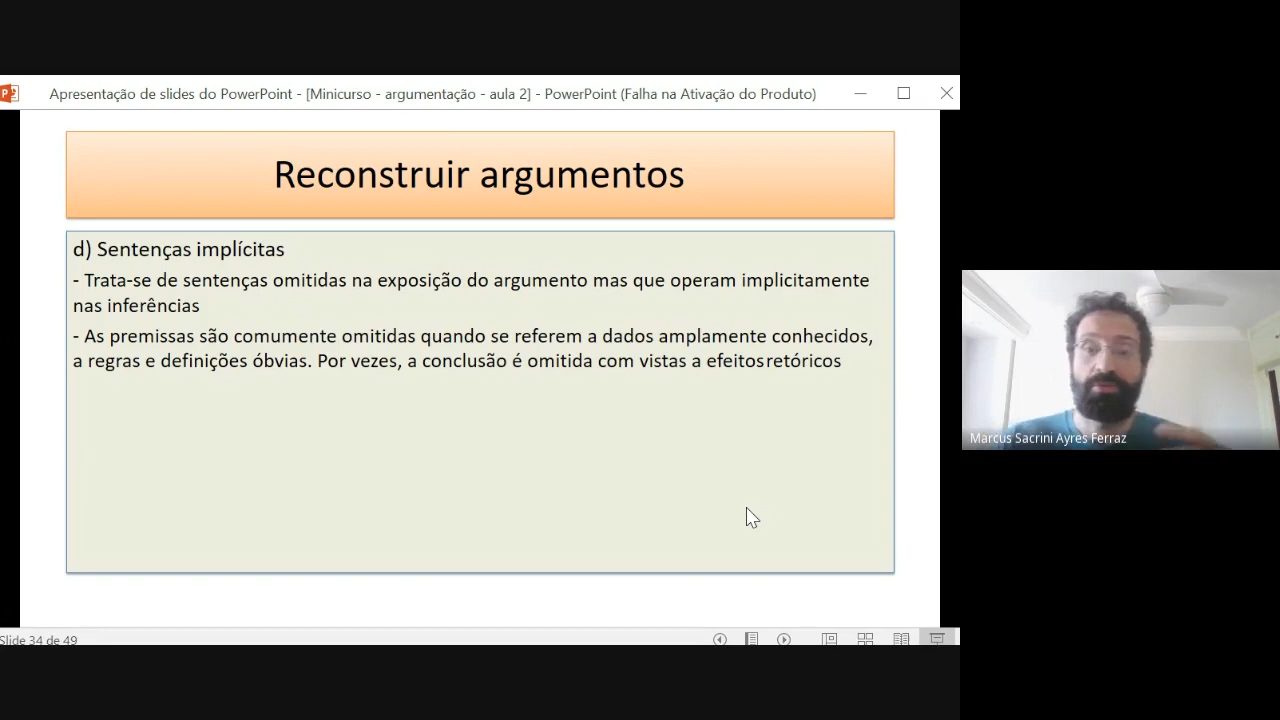 Apresentação de slides do PowerPoint - [Minicurso - argumentação - aula 2] - PowerPoint (Falha na Ativação do Produto)
Reconstruir argumentos
d) Sentenças implícitas
- Trata-se de sentenças omitidas na exposição do argumento mas que operam implicitamente
nas inferências
- As premissas são comumente omitidas quando se referem a dados amplamente conhecidos,
a regras e definições óbvias. Por vezes, a conclusão é omitida com vistas a efeitos retóricos
Marcus Sacrini Ayres Ferraz
Slide 34 de 49